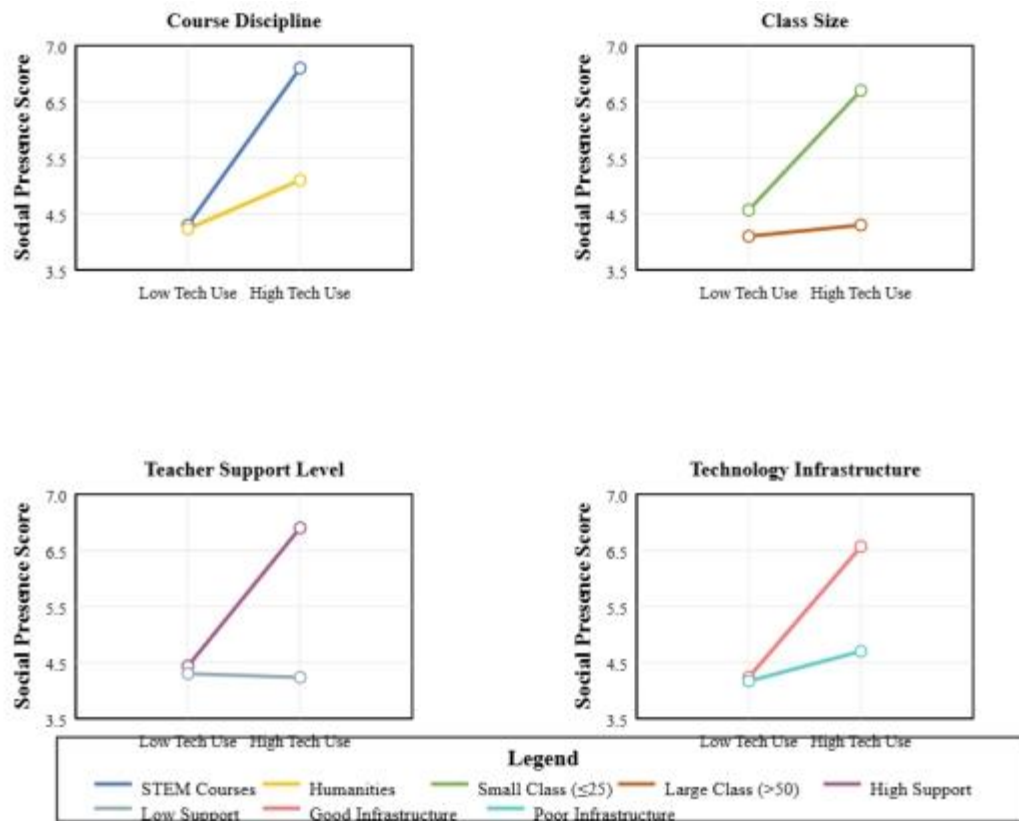 Course Discipline
Class Size
Social Presence Score
7.0
6.5
5.5
4.5
3.5
Low Tech Use High Tech Use
Social Presence Score
7.0
6.5
5.5
4.5
3.5
Low Tech Use High Tech Use
Teacher Support Level
Technology Infrastructure
Social Presence Score
7.0
6.5
5.5
4.5
3.5
Low Tech Use High Tech Use
Social Presence Score
7.0
6.5
5.5
4.5
3.5
Low Tech Use High Tech Use
Legend
STEM Courses Humanities Small Class (≤25) Large Class (>50) High Support
Low Support Good Infrastructure Poor Infrastructure